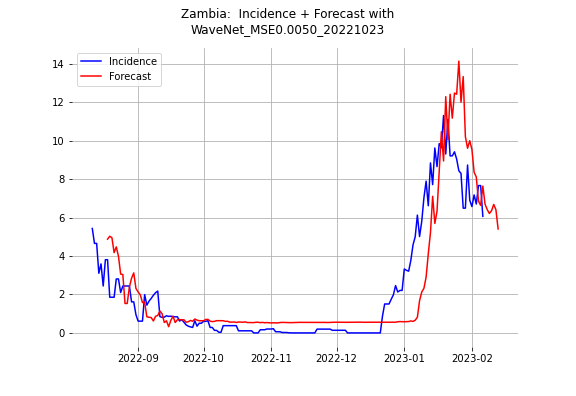 Zambia:  Incidence + Forecast with
WaveNet_MSE0.0050_20221023
Incidence
Forecast
14
12
10
8
6
4
2
0
2022-09 2022-10 2022-11 2022-12 2023-01 2023-02